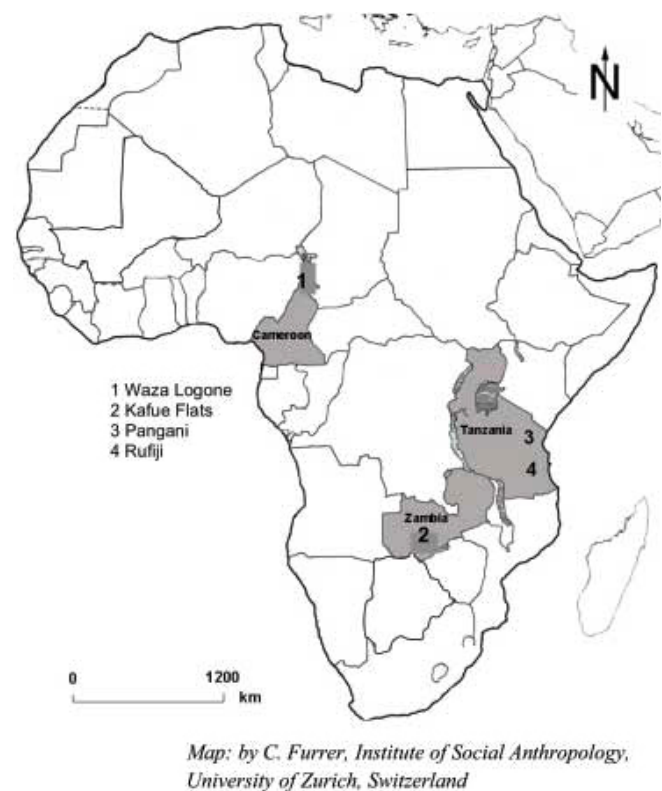 N
1
Cameroon
1 Waza Logone
2 Kafue Flats
3 Pangani
4 Rufiji
Tanzania
3
4
Zambia
2
0 1200
km
Map: by C. Furrer, Institute of Social Anthropology,
University of Zurich, Switzerland